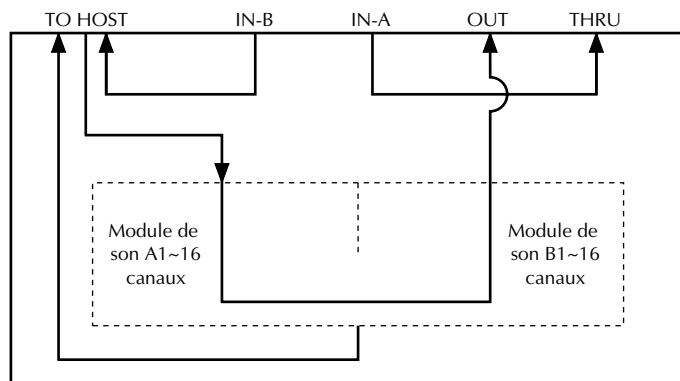 TO HOST IN-B IN-A OUT THRU
Module de
son A1~16
canaux
Module de
son B1~16
canaux